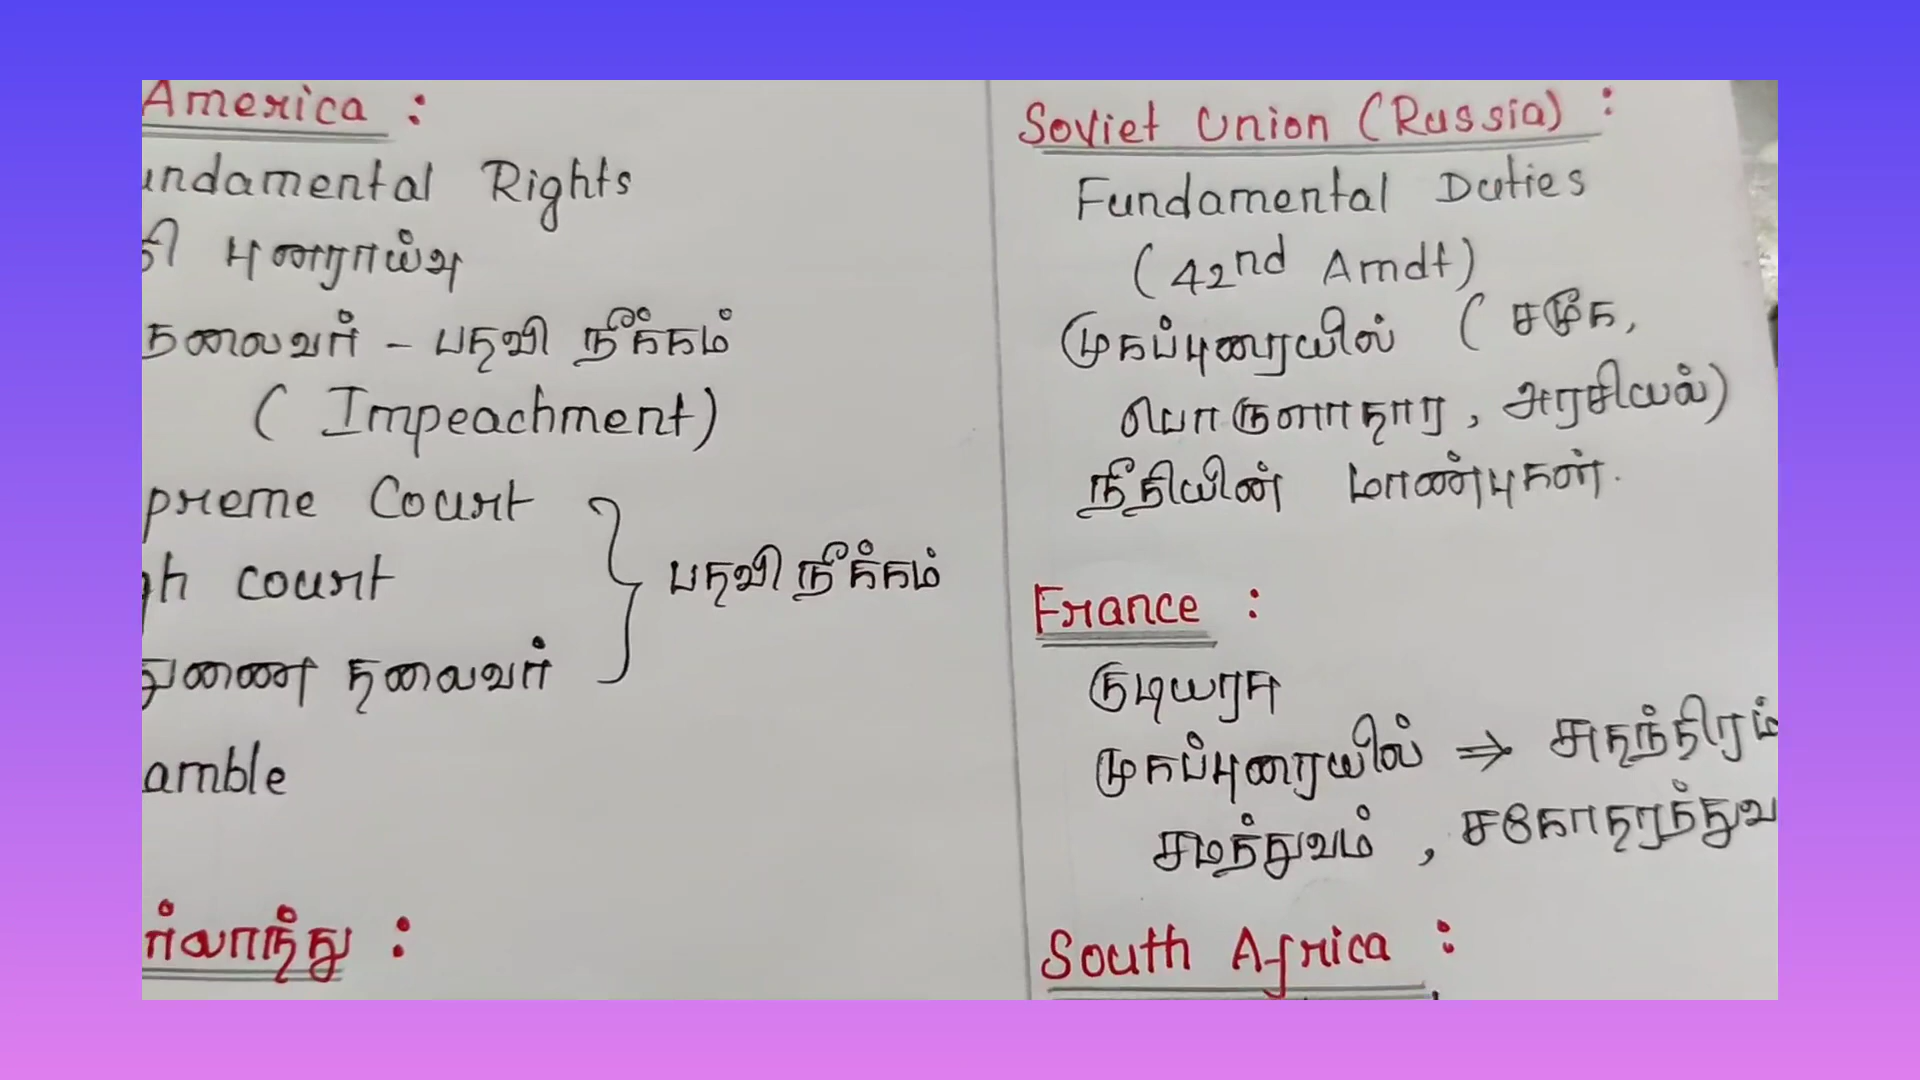 America :
undamental Rights
தி புனராய்வு
தலைவர் - பதவி நீக்கம்
( Impeachment)
preme Court
gh court
பதவி நீக்கம்
துணை தலைவர்
amble
ர்லாந்து :
Soviet Union (Russia) :
Fundamental Duties
(42nd Amdt)
முகப்புரையில் ( சமூக,
பொருளாதார, அரசியல்)
நீதியின் மாண்புகள்.
France :
குடியரசு
முகப்புரையில் ⇒ சுதந்திரம்
சமத்துவம் , சகோதரத்துவ
South Africa :